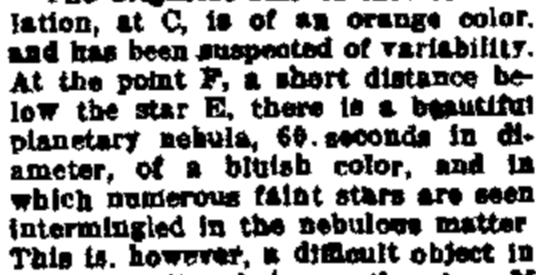 lation, at C, is of an orange color.
and has been suspected of variability.
At the point F, a short distance be-
low the star E, there is a beautiful
planetary nebula, 60 seconds in di-
ameter, of a bluish color, and in
which numerous faint stars are seen
intermingled in the nebulous matter
This is. however, a difficult object in